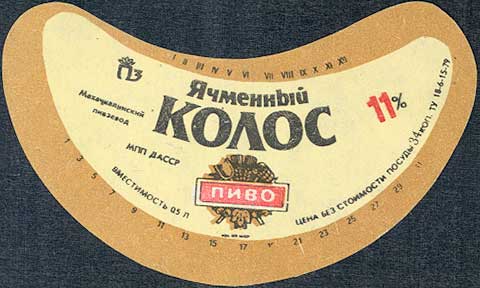 I II III IV V VI VII VIII IX X XI XII
ПЗ
Махачкалинский
пивзавод
МПП ДАССР
ВМЕСТИМОСТЬ 0,5 Л
Ячменный
КОЛОС
ПИВО
11%
ЦЕНА БЕЗ СТОИМОСТИ ПОСУДЫ 34 коп. ТУ 18-6-15-79
1 3 5 7 9 11 13 15 17 19 21 23 25 27 29 31